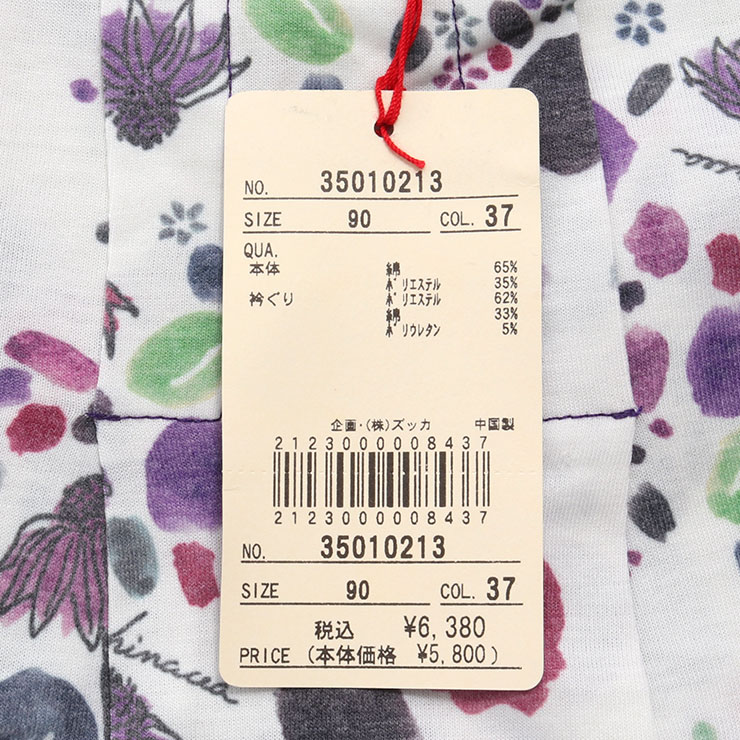 NO. 35010213
SIZE 90 COL. 37
QUA.
本体 綿 65%
ポリエステル 35%
衿ぐり ポリエステル 62%
綿 33%
ポリウレタン 5%
企画・(株)ズッカ 中国製
2123000008437
2123000008437
NO. 35010213
SIZE 90 COL. 37
税込 ¥6,380
PRICE (本体価格 ¥5,800)
hinacea